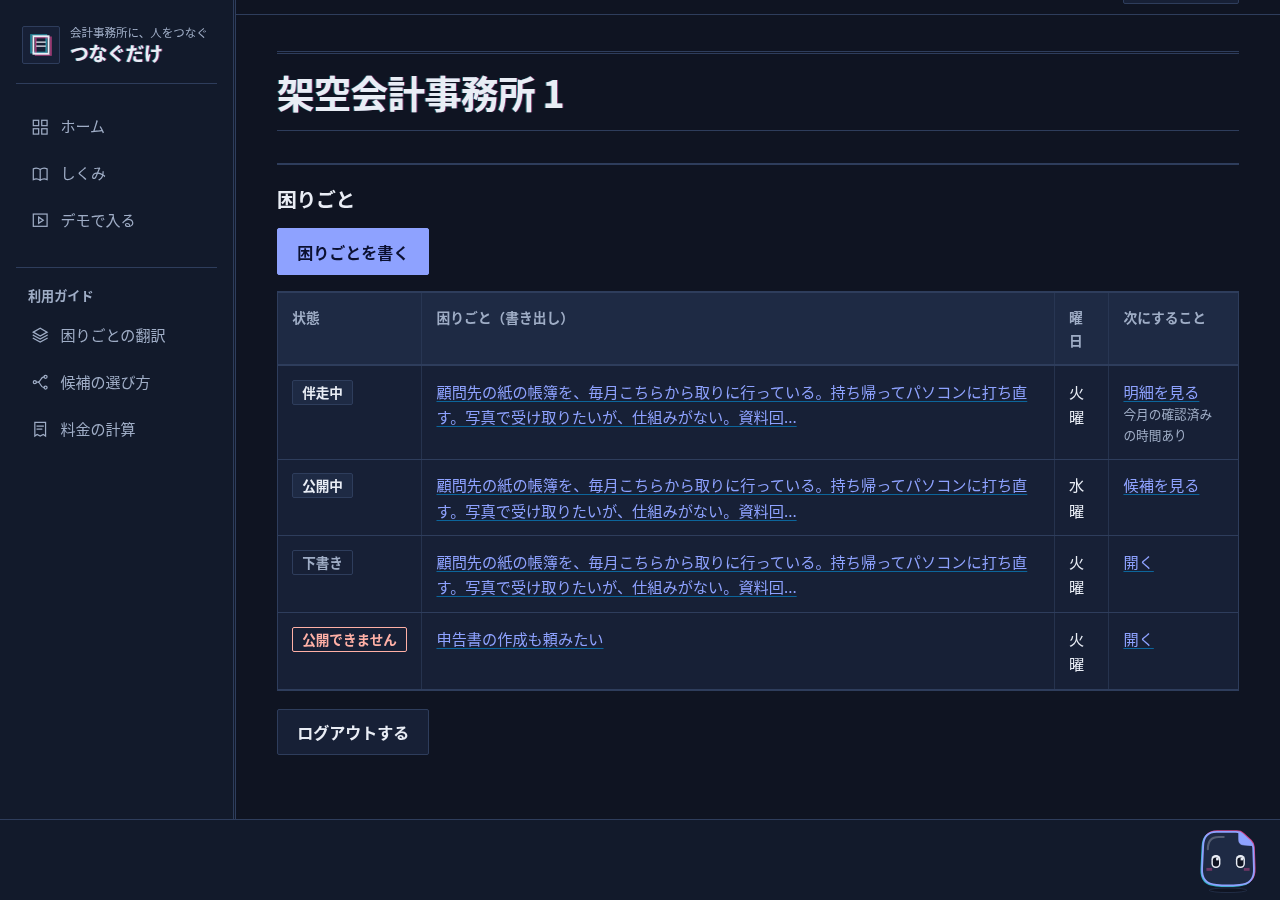 会計事務所に、人をつなぐ
つなぐだけ
ホーム
しくみ
デモで入る
利用ガイド
困りごとの翻訳
候補の選び方
料金の計算
架空会計事務所 1
困りごと
困りごとを書く
状態
困りごと（書き出し）
曜
日
次にすること
伴走中
顧問先の紙の帳簿を、毎月こちらから取りに行っている。持ち帰ってパソコンに打ち直
す。写真で受け取りたいが、仕組みがない。資料回…
火
曜
明細を見る
今月の確認済み
の時間あり
公開中
顧問先の紙の帳簿を、毎月こちらから取りに行っている。持ち帰ってパソコンに打ち直
す。写真で受け取りたいが、仕組みがない。資料回…
水
曜
候補を見る
下書き
顧問先の紙の帳簿を、毎月こちらから取りに行っている。持ち帰ってパソコンに打ち直
す。写真で受け取りたいが、仕組みがない。資料回…
火
曜
開く
公開できません
申告書の作成も頼みたい
火
曜
開く
ログアウトする